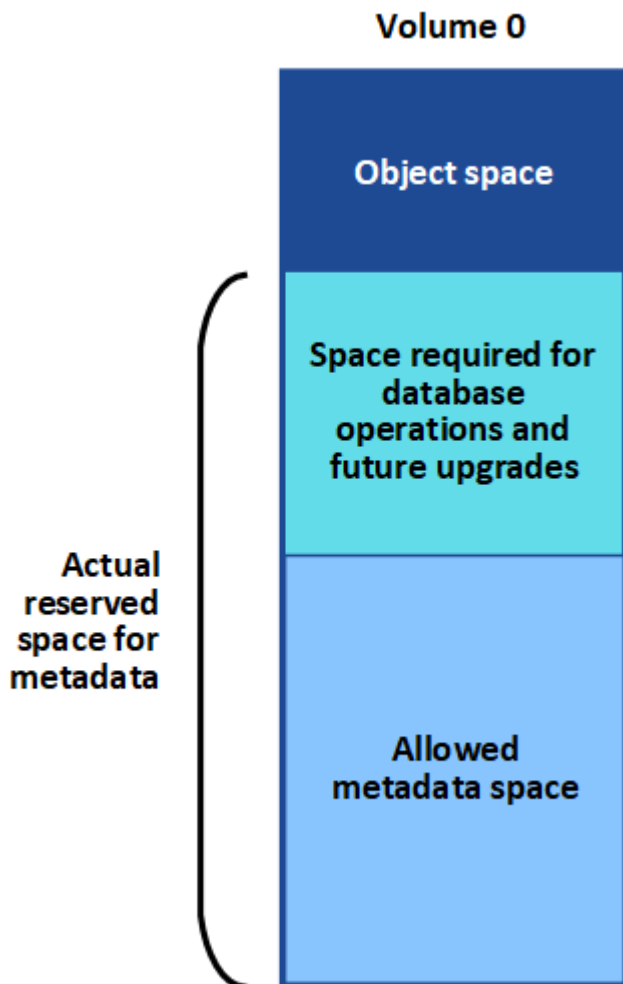 Volume 0
Object space
Space required for
database
operations and
future upgrades
Actual
reserved
space for
metadata
Allowed
metadata space